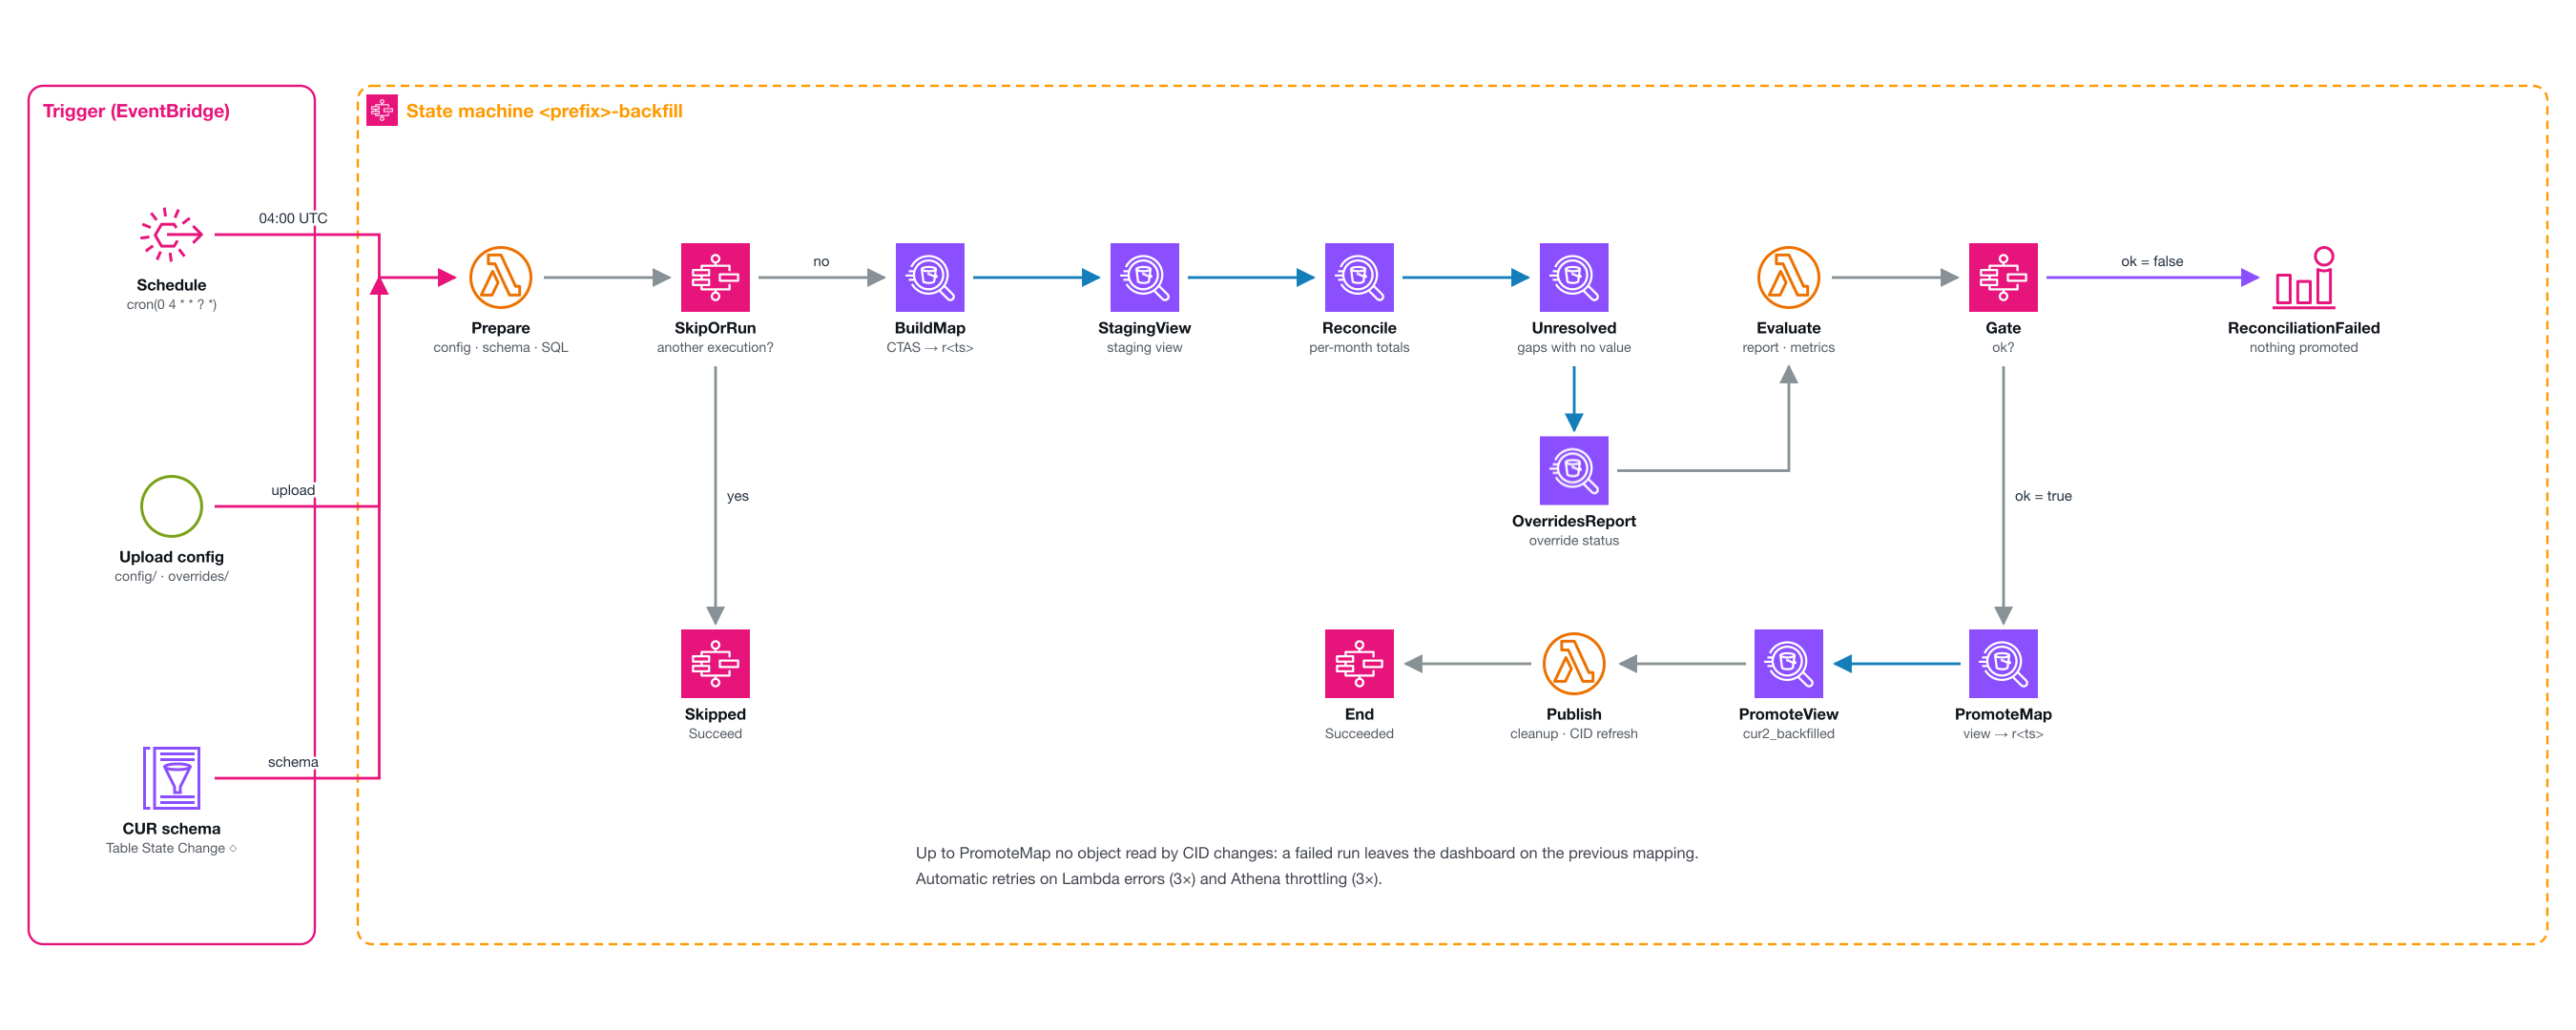 Trigger (EventBridge)
State machine <prefix>-backfill
04:00 UTC
Schedule
cron(0 4 * * ? *)
upload
Upload config
config/ · overrides/
schema
CUR schema
Table State Change ◇
Prepare
config · schema · SQL
SkipOrRun
another execution?
no
BuildMap
CTAS → r<ts>
StagingView
staging view
Reconcile
per-month totals
Unresolved
gaps with no value
Evaluate
report · metrics
Gate
ok?
ok = false
ReconciliationFailed
nothing promoted
yes
OverridesReport
override status
ok = true
Skipped
Succeed
End
Succeeded
Publish
cleanup · CID refresh
PromoteView
cur2_backfilled
PromoteMap
view → r<ts>
Up to PromoteMap no object read by CID changes: a failed run leaves the dashboard on the previous mapping.
Automatic retries on Lambda errors (3×) and Athena throttling (3×).